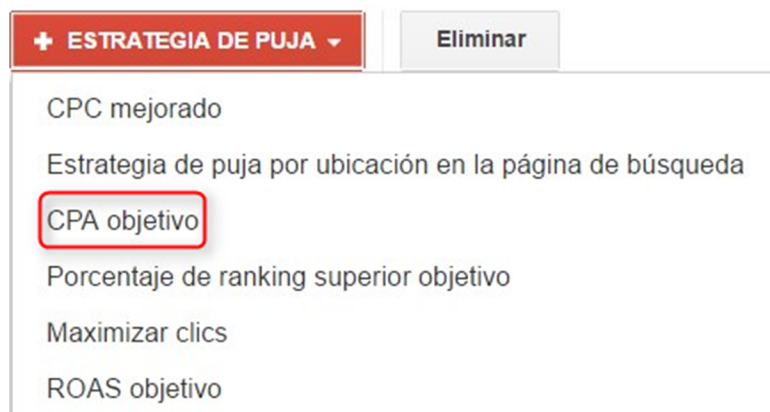 + ESTRATEGIA DE PUJA
Eliminar
CPC mejorado
Estrategia de puja por ubicación en la página de búsqueda
CPA objetivo
Porcentaje de ranking superior objetivo
Maximizar clics
ROAS objetivo